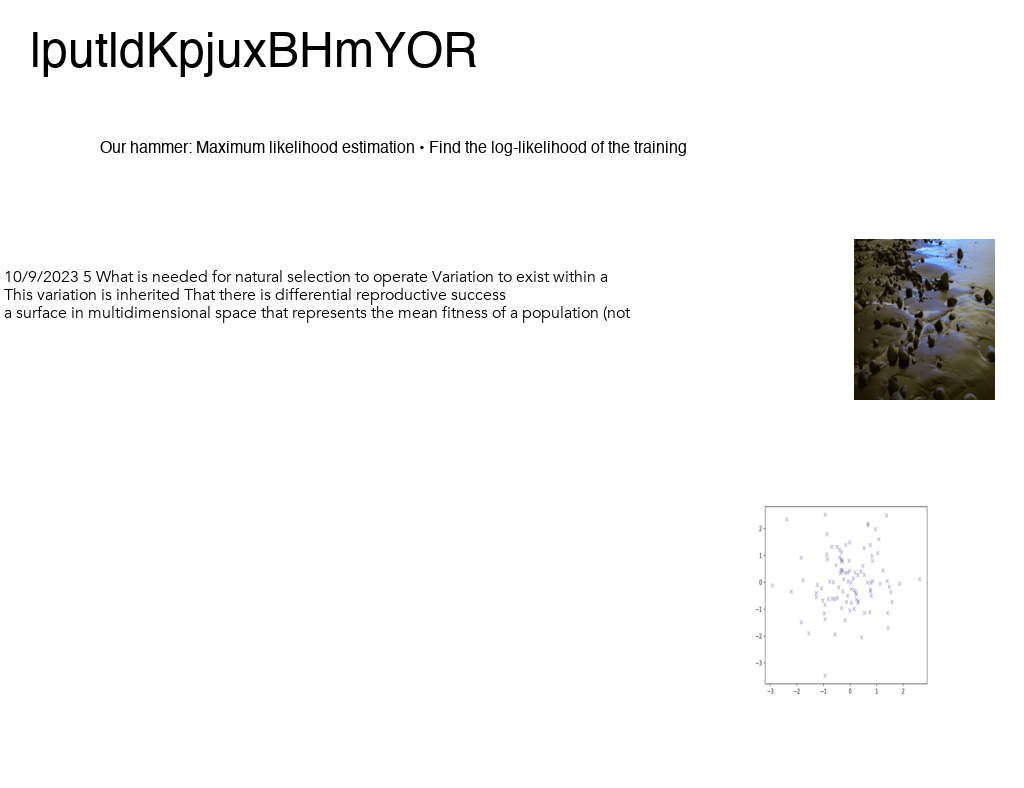 lputldKpjuxBHmYOR
Our hammer: Maximum likelihood estimation • Find the log-likelihood of the training
10/9/2023 5 What is needed for natural selection to operate Variation to exist within a
This variation is inherited That there is differential reproductive success
a surface in multidimensional space that represents the mean fitness of a population (not
2
1
0
−1
−2
−3
−3 −2 −1 0 1 2